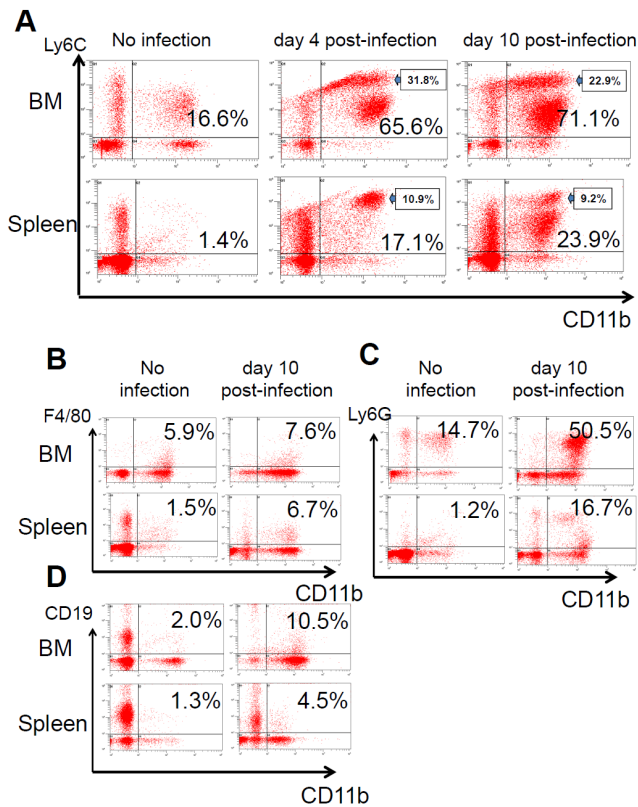 A
Ly6C
No infection
day 4 post-infection
day 10 post-infection
BM
16.6%
31.8%
65.6%
22.9%
71.1%
Spleen
1.4%
10.9%
17.1%
9.2%
23.9%
CD11b
B
C
No infection
day 10 post-infection
No infection
day 10 post-infection
F4/80
Ly6G
BM
5.9%
7.6%
14.7%
50.5%
Spleen
1.5%
6.7%
1.2%
16.7%
CD11b
CD11b
D
CD19
BM
2.0%
10.5%
Spleen
1.3%
4.5%
CD11b